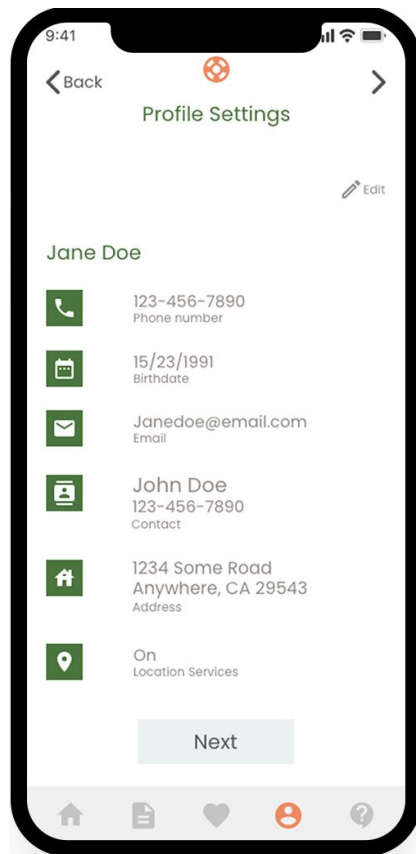 9:41
Back
Profile Settings
Edit
Jane Doe
123-456-7890
Phone number
15/23/1991
Birthdate
Janedoe@email.com
Email
John Doe
123-456-7890
Contact
1234 Some Road
Anywhere, CA 29543
Address
On
Location Services
Next